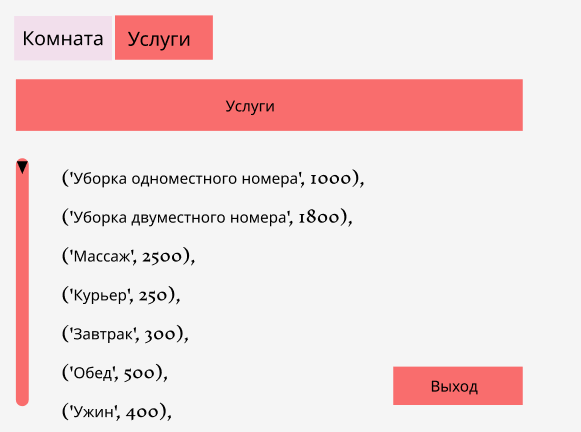 Комната Услуги
Услуги
('Уборка одноместного номера', 1000),
('Уборка двуместного номера', 1800),
('Массаж', 2500),
('Курьер', 250),
('Завтрак', 300),
('Обед', 500),
Выход
('Ужин', 400),